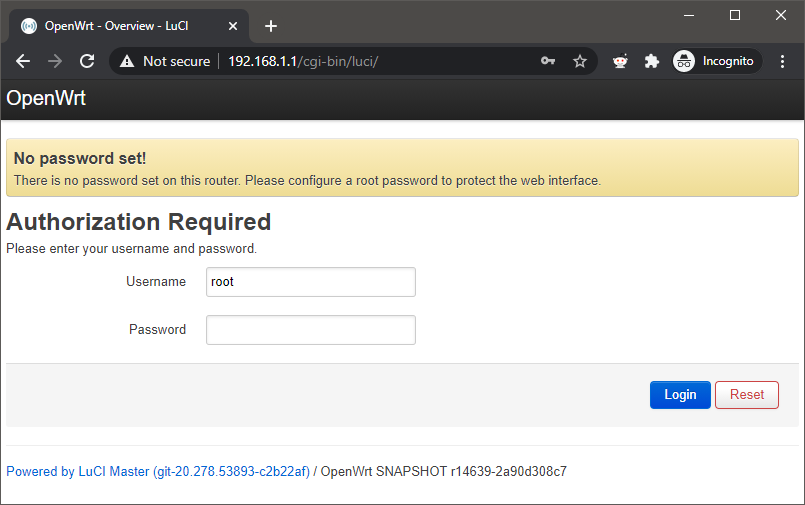 OpenWrt - Overview - LuCI
Not secure 192.168.1.1/cgi-bin/luci/ Incognito
OpenWrt
No password set!
There is no password set on this router. Please configure a root password to protect the web interface.
Authorization Required
Please enter your username and password.
Username root
Password
Login Reset
Powered by LuCI Master (git-20.278.53893-c2b22af) / OpenWrt SNAPSHOT r14639-2a90d308c7